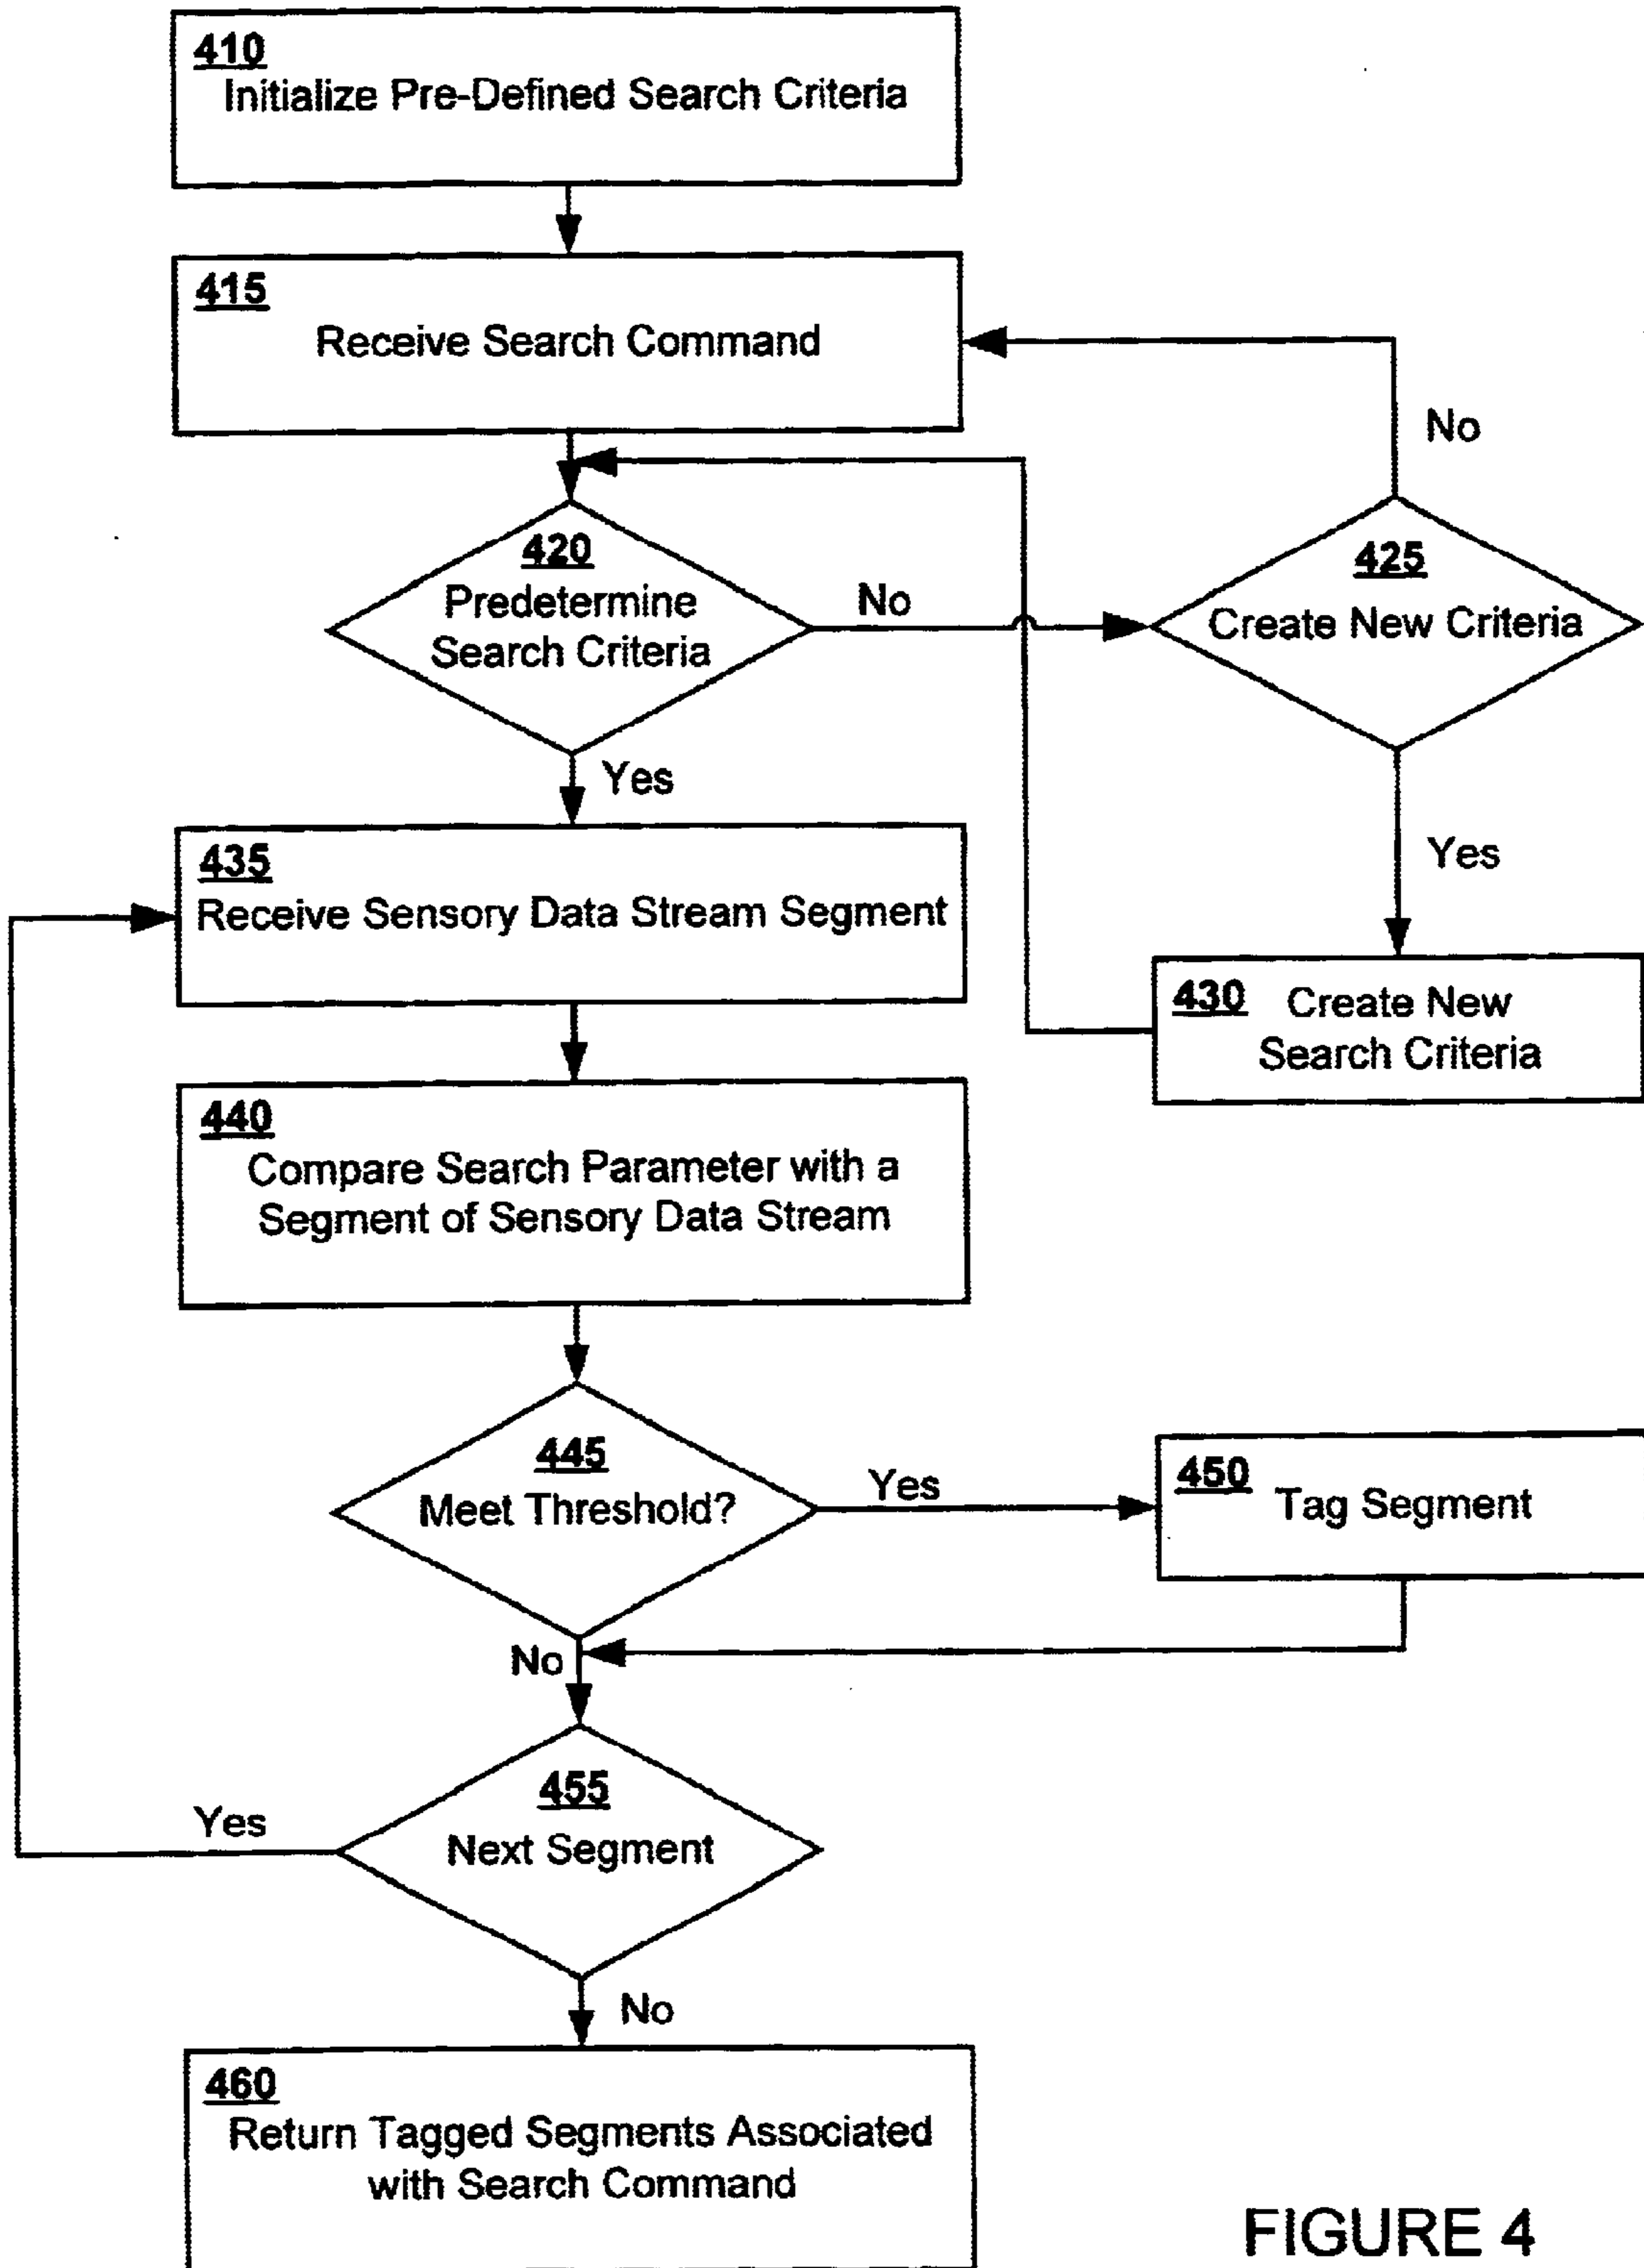 410
Initialize Pre-Defined Search Criteria
415
Receive Search Command
No
420
Predetermine
Search Criteria
No
425
Create New Criteria
Yes
Yes
435
Receive Sensory Data Stream Segment
430 Create New
Search Criteria
440
Compare Search Parameter with a
Segment of Sensory Data Stream
445
Meet Threshold?
Yes
450
Tag Segment
No
455
Next Segment
Yes
No
460
Return Tagged Segments Associated
with Search Command
FIGURE 4